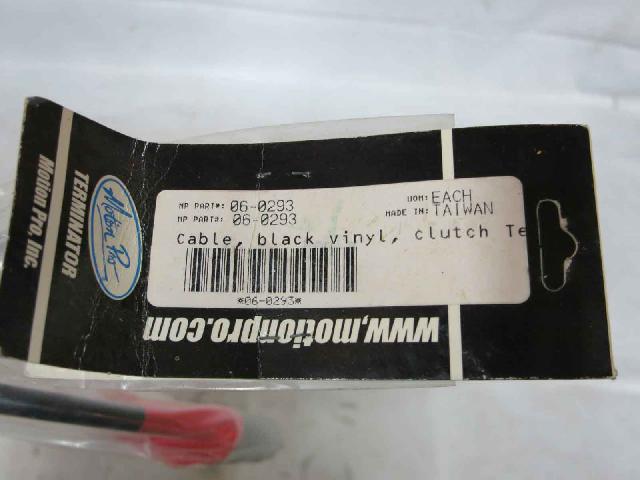 MP PART#: 06-0293
MP PART#: 06-0293
UOM: EACH
MADE IN: TAIWAN
Cable, black vinyl, clutch Te
*06-0293*
www.motionpro.com
Motion Pro
TERMINATOR
Motion Pro, Inc.